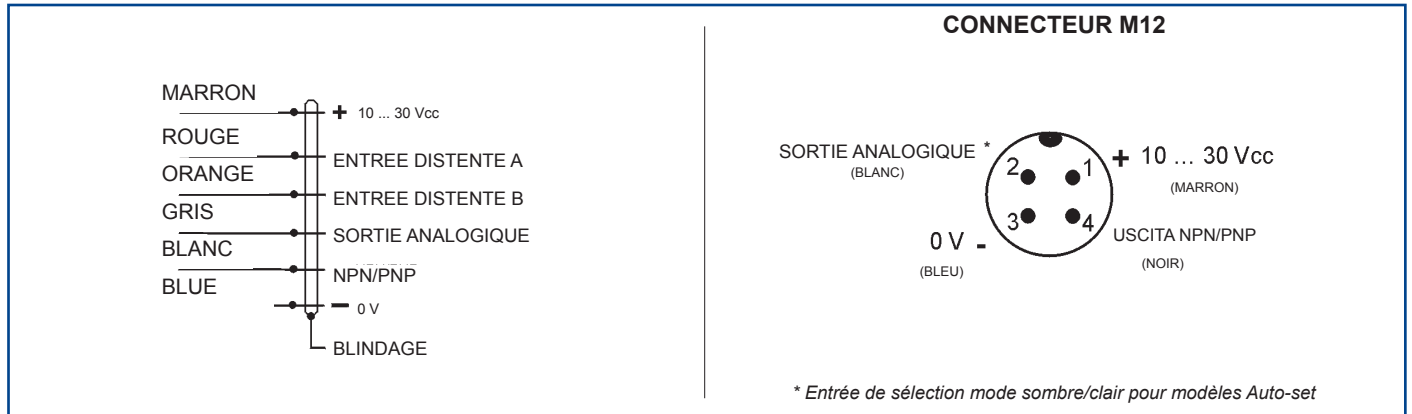 MARRON
+ 10 ... 30 Vcc
ROUGE
ENTREE DISTENTE A
ORANGE
ENTREE DISTENTE B
GRIS
SORTIE ANALOGIQUE
BLANC
NPN/PNP
BLUE
- 0 V
BLINDAGE
CONNECTEUR M12
SORTIE ANALOGIQUE *
(BLANC)
2
1
+ 10 ... 30 Vcc
(MARRON)
3
4
0 V -
(BLEU)
USCITA NPN/PNP
(NOIR)
* Entrée de sélection mode sombre/clair pour modèles Auto-set